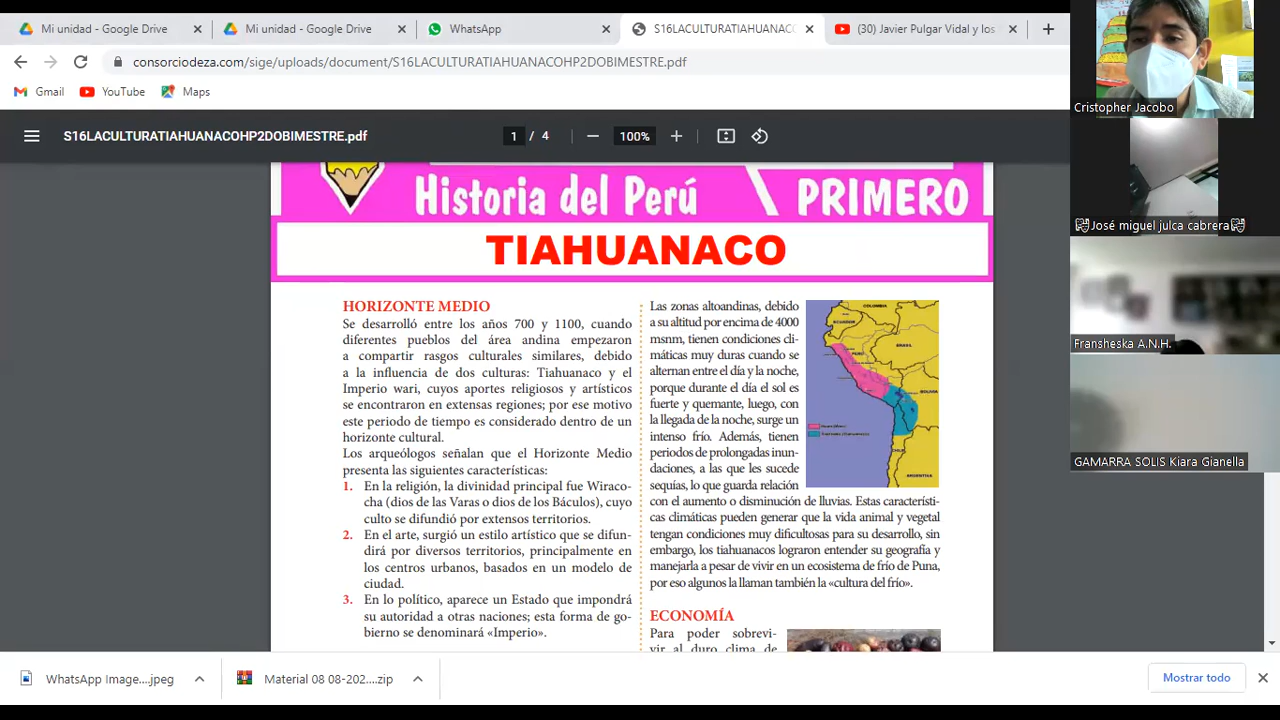 Mi unidad - Google Drive
Mi unidad - Google Drive
WhatsApp
S16LACULTURATIAHUANACO
(30) Javier Pulgar Vidal y los
consorciodeza.com/sige/uploads/document/S16LACULTURATIAHUANACOHP2DOBIMESTRE.pdf
Gmail
YouTube
Maps
S16LACULTURATIAHUANACOHP2DOBIMESTRE.pdf
1 / 4
100%
Historia del Perú
PRIMERO
TIAHUANACO
HORIZONTE MEDIO
Se desarrolló entre los años 700 y 1100, cuando
diferentes pueblos del área andina empezaron
a compartir rasgos culturales similares, debido
a la influencia de dos culturas: Tiahuanaco y el
Imperio wari, cuyos aportes religiosos y artísticos
se encontraron en extensas regiones; por ese motivo
este periodo de tiempo es considerado dentro de un
horizonte cultural.
Los arqueólogos señalan que el Horizonte Medio
presenta las siguientes características:
1. En la religión, la divinidad principal fue Wiraco-
cha (dios de las Varas o dios de los Báculos), cuyo
culto se difundió por extensos territorios.
2. En el arte, surgió un estilo artístico que se difun-
dirá por diversos territorios, principalmente en
los centros urbanos, basados en un modelo de
ciudad.
3. En lo político, aparece un Estado que impondrá
su autoridad a otras naciones; esta forma de go-
bierno se denominará «Imperio».
Las zonas altoandinas, debido
a su altitud por encima de 4000
msnm, tienen condiciones cli-
máticas muy duras cuando se
alternan entre el día y la noche,
porque durante el día el sol es
fuerte y quemante, luego, con
la llegada de la noche, surge un
intenso frío. Además, tienen
periodos de prolongadas inun-
daciones, a las que les sucede
sequías, lo que guarda relación
con el aumento o disminución de lluvias. Estas característi-
cas climáticas pueden generar que la vida animal y vegetal
tengan condiciones muy dificultosas para su desarrollo, sin
embargo, los tiahuanacos lograron entender su geografía y
manejarla a pesar de vivir en un ecosistema de frío de Puna,
por eso algunos la llaman también la «cultura del frío».
COLOMBIA
ECUADOR
PERU
BRASIL
BOLIVIA
CHILE
ARGENTINA
ECONOMÍA
Para poder sobrevi-
vir al duro clima de
Cristopher Jacobo
José miguel julca cabrera
Fransheska A.N.H.
GAMARRA SOLIS Kiara Gianella
WhatsApp Image....jpeg
Material 08 08-202....zip
Mostrar todo